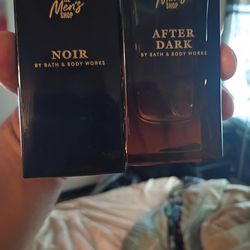 Men's
SHOP
NOIR
BY BATH & BODY WORKS
Men's
SHOP
AFTER
DARK
BY BATH & BODY WORKS